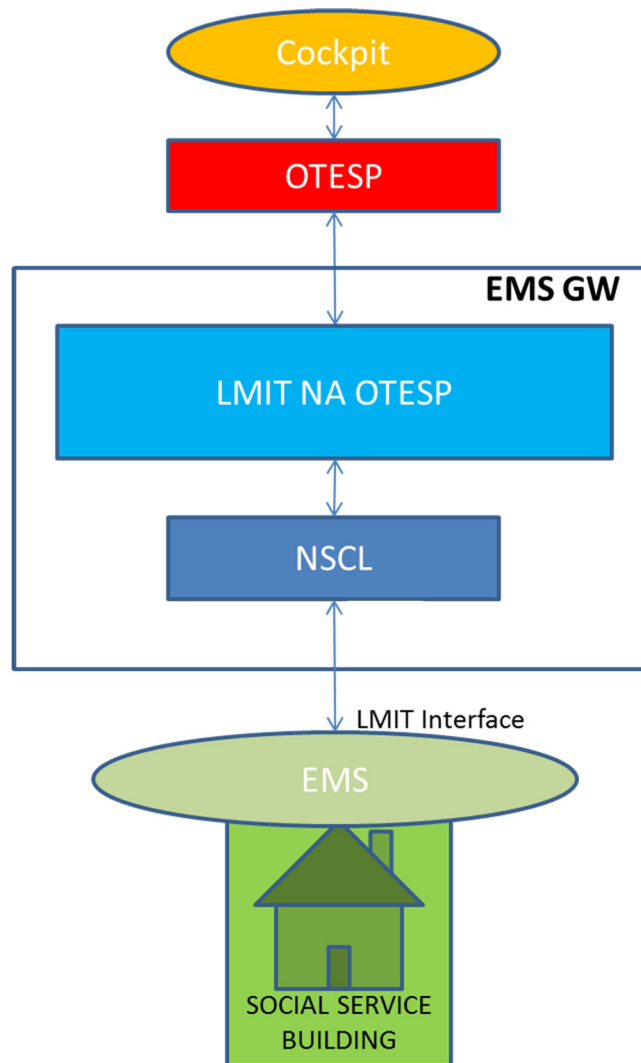 Cockpit
OTESP
EMS GW
LMIT NA OTESP
NSCL
LMIT Interface
EMS
SOCIAL SERVICE
BUILDING